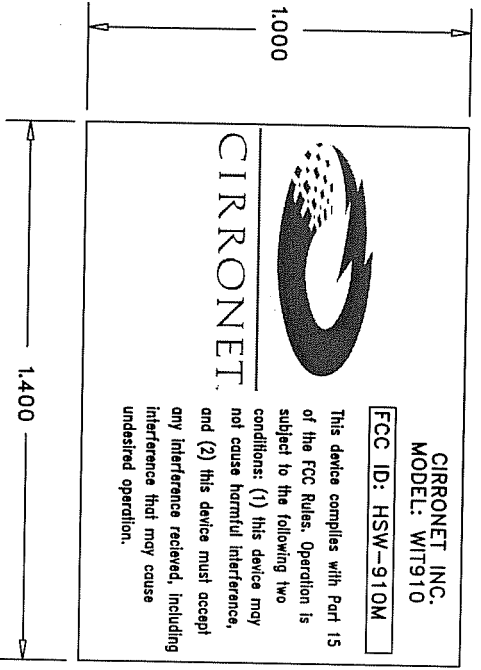 CIRRONET INC.
MODEL: WIT910
FCC ID: HSW-910M
CIRRONET
This device complies with Part 15
of the FCC Rules. Operation is
subject to the following two
conditions: (1) this device may
not cause harmful interference,
and (2) this device must accept
any interference recieved, including
interference that may cause
undesired operation.
1.000
1.400